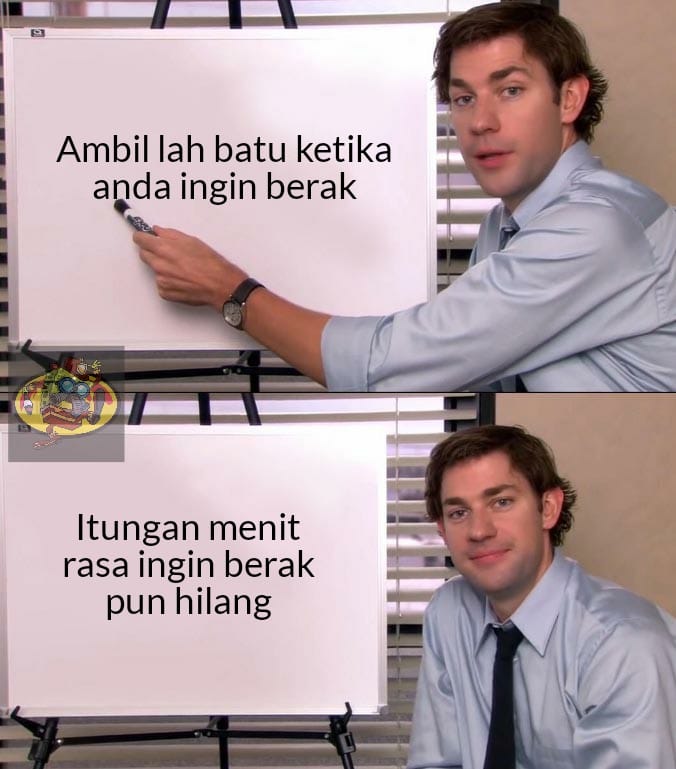 Ambil lah batu ketika
anda ingin berak
Itungan menit
rasa ingin berak
pun hilang